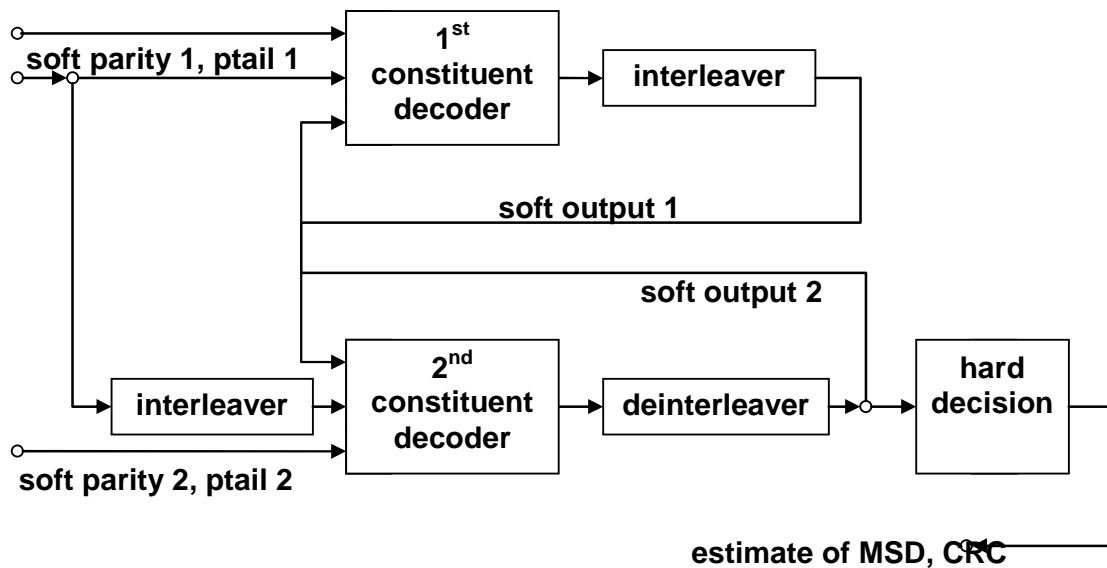 soft parity 1, ptail 1
1st
constituent
decoder
interleaver
soft output 1
soft output 2
interleaver
2nd
constituent
decoder
deinterleaver
hard
decision
soft parity 2, ptail 2
estimate of MSD, CRC